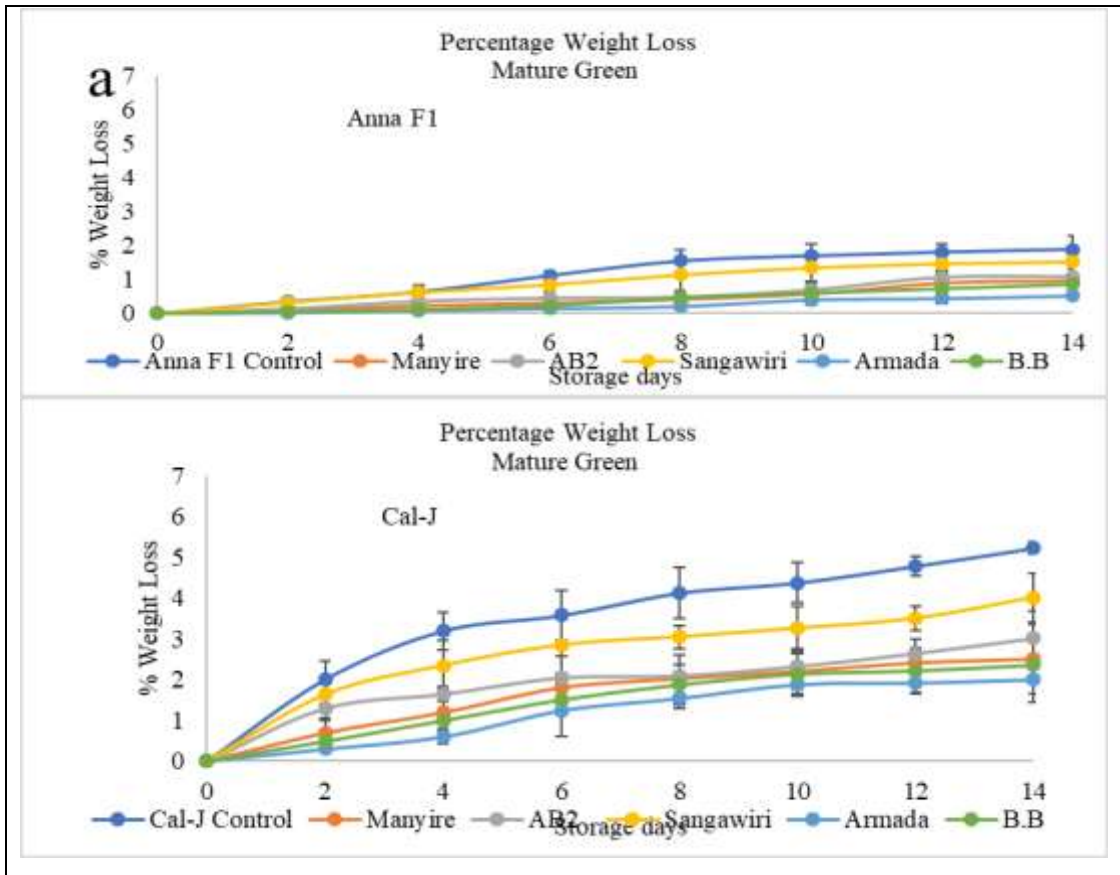 Percentage Weight Loss
Mature Green
a
Anna F1
% Weight Loss
7
6
5
4
3
2
1
0
0 2 4 6 8 10 12 14
Anna F1 Control Manyire AB2 Sangawiri Armada B.B
Storage days
Percentage Weight Loss
Mature Green
Cal-J
% Weight Loss
7
6
5
4
3
2
1
0
0 2 4 6 8 10 12 14
Cal-J Control Manyire AB2 Sangawiri Armada B.B
Storage days